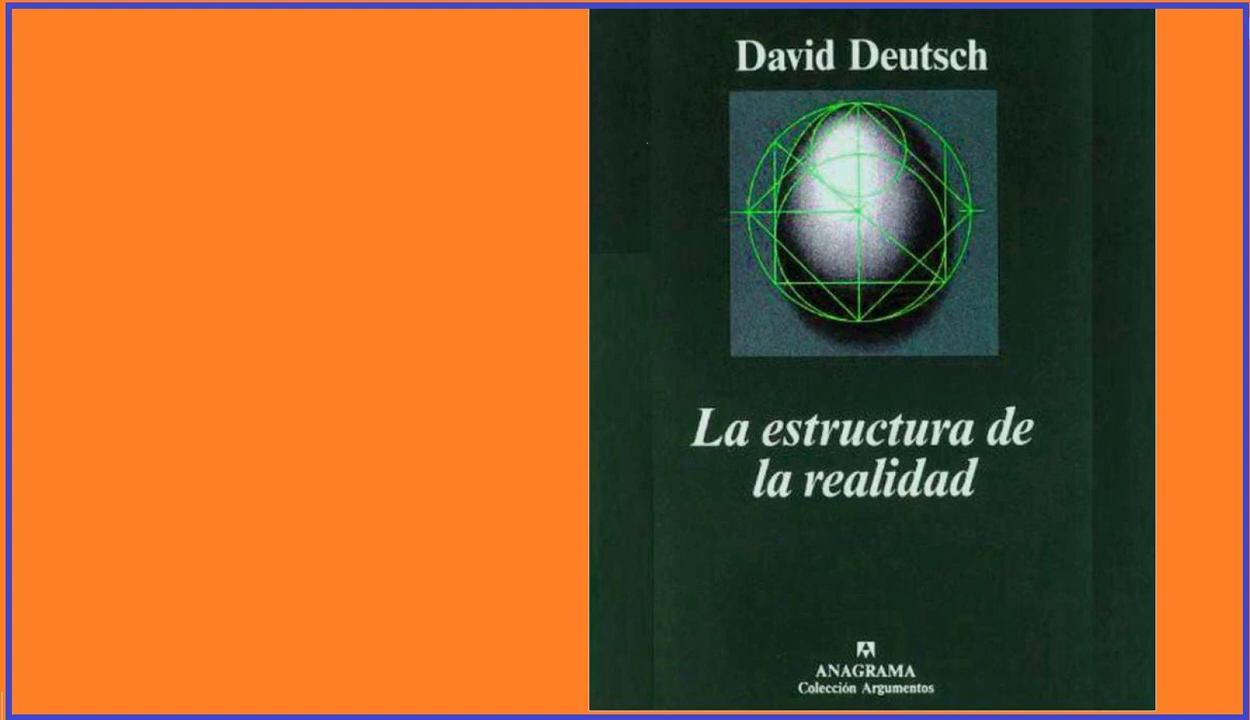 David Deutsch
La estructura de
la realidad
ANAGRAMA
Colección Argumentos